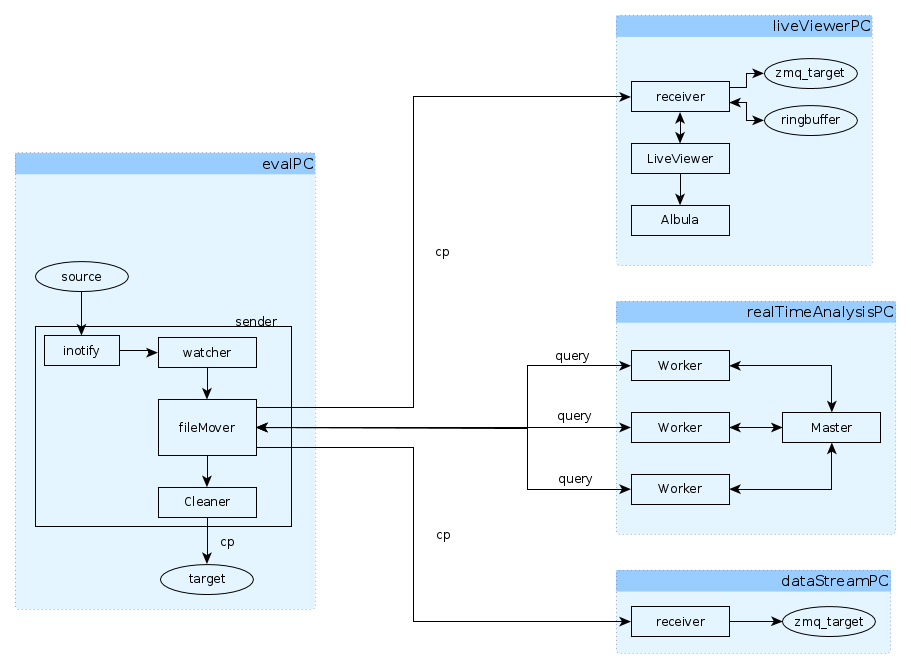 liveViewerPC
zmq_target
receiver
ringbuffer
LiveViewer
Albula
evalPC
cp
source
sender
inotify
watcher
fileMover
Cleaner
cp
target
realTimeAnalysisPC
query
Worker
query
Worker
Master
query
Worker
cp
dataStreamPC
receiver
zmq_target